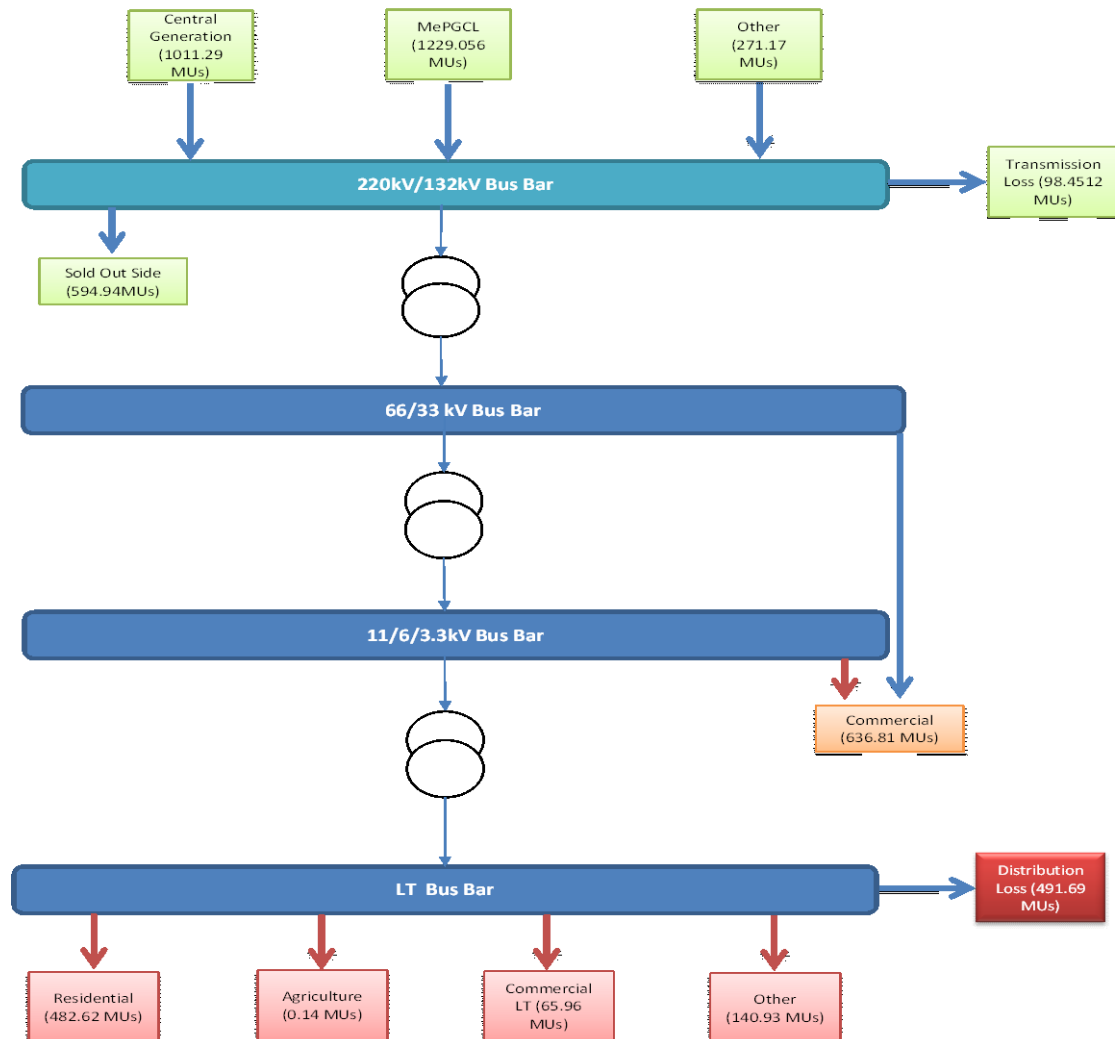 Central
Generation
(1011.29
MUs)
MePGCL
(1229.056
MUs)
Other
(271.17
MUs)
220kV/132kV Bus Bar
Transmission
Loss (98.4512
MUs)
Sold Out Side
(594.94MUs)
66/33 kV Bus Bar
11/6/3.3kV Bus Bar
Commercial
(636.81 MUs)
LT Bus Bar
Distribution
Loss (491.69
MUs)
Residential
(482.62 MUs)
Agriculture
(0.14 MUs)
Commercial
LT (65.96
MUs)
Other
(140.93 MUs)